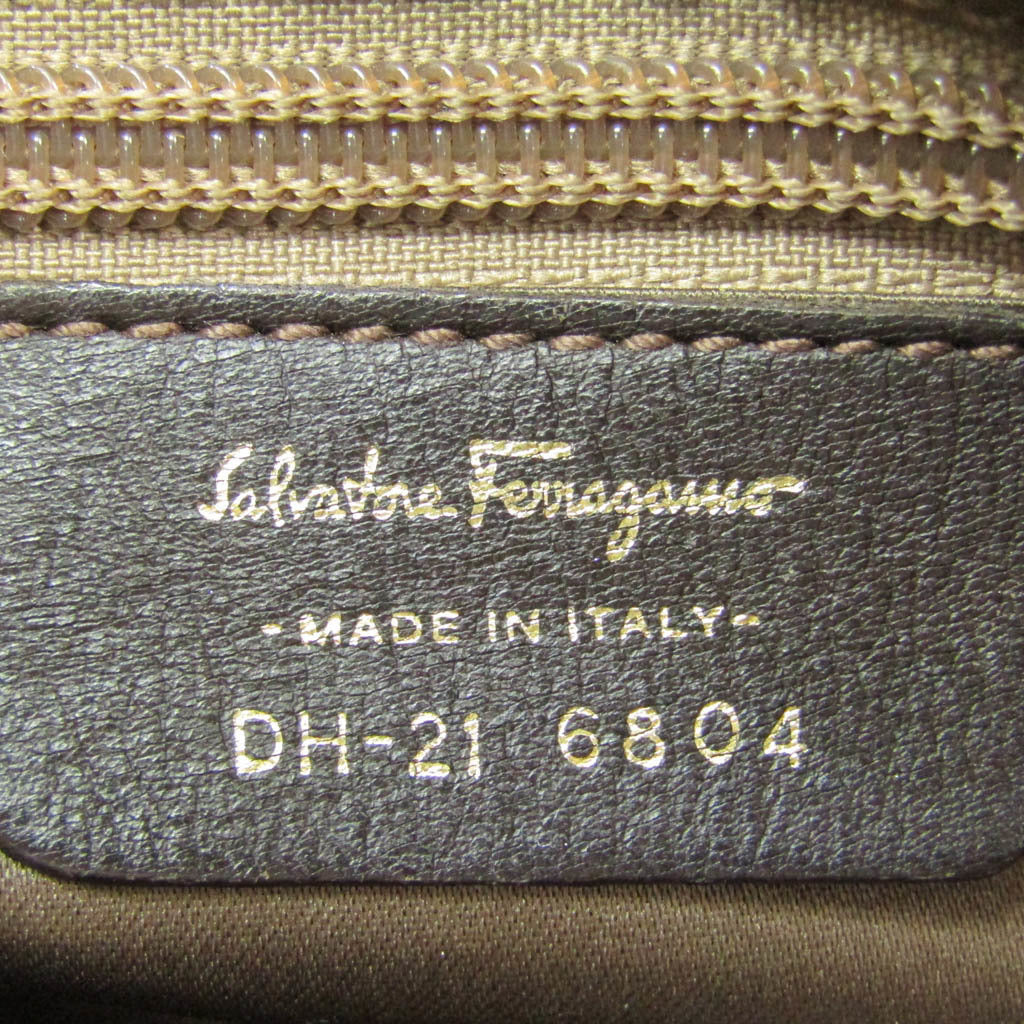 Salvatore Ferragamo
-MADE IN ITALY-
DH-21 6804